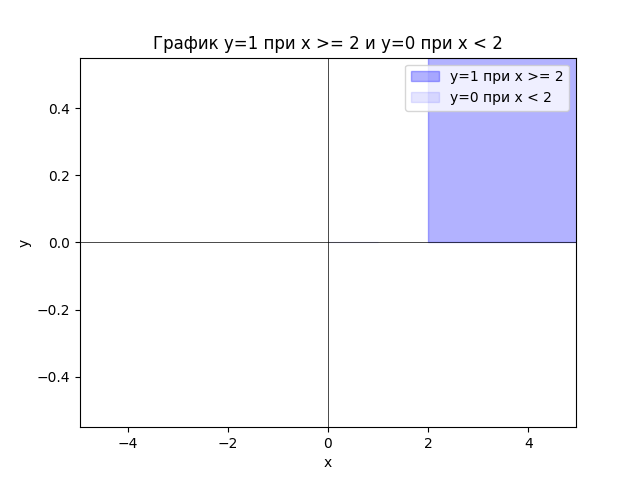 График y=1 при x >= 2 и y=0 при x < 2
y=1 при x >= 2
y=0 при x < 2
0.4
0.2
0.0
−0.2
−0.4
y
−4
−2
0
2
4
x